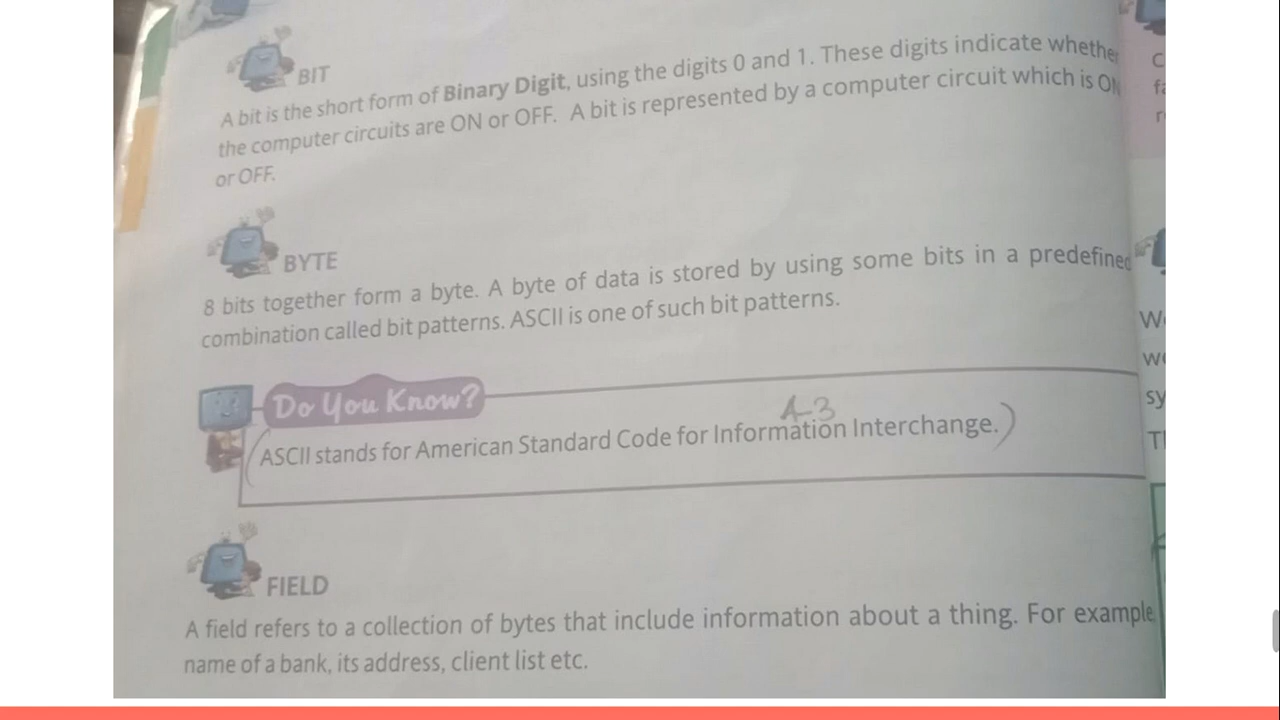 BIT
A bit is the short form of Binary Digit, using the digits 0 and 1. These digits indicate whether
the computer circuits are ON or OFF. A bit is represented by a computer circuit which is ON
or OFF.
BYTE
8 bits together form a byte. A byte of data is stored by using some bits in a predefined
combination called bit patterns. ASCII is one of such bit patterns.
Do You Know?
A-3
(ASCII stands for American Standard Code for Information Interchange.)
FIELD
A field refers to a collection of bytes that include information about a thing. For example
name of a bank, its address, client list etc.